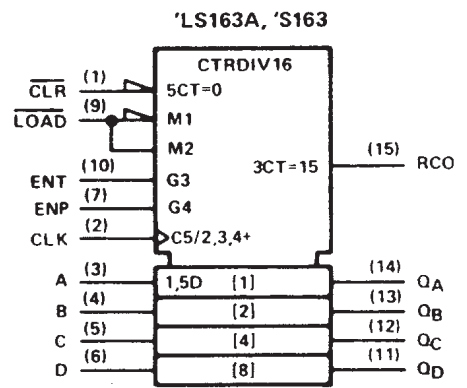 'LS163A, 'S163
CTRDIV16
CLR (1) 5CT=0
LOAD (9) M1
M2
ENT (10) G3
3CT=15 (15) RCO
ENP (7) G4
CLK (2) C5/2,3,4+
A (3) 1,5D [1] (14) QA
B (4) [2] (13) QB
C (5) [4] (12) QC
D (6) [8] (11) QD